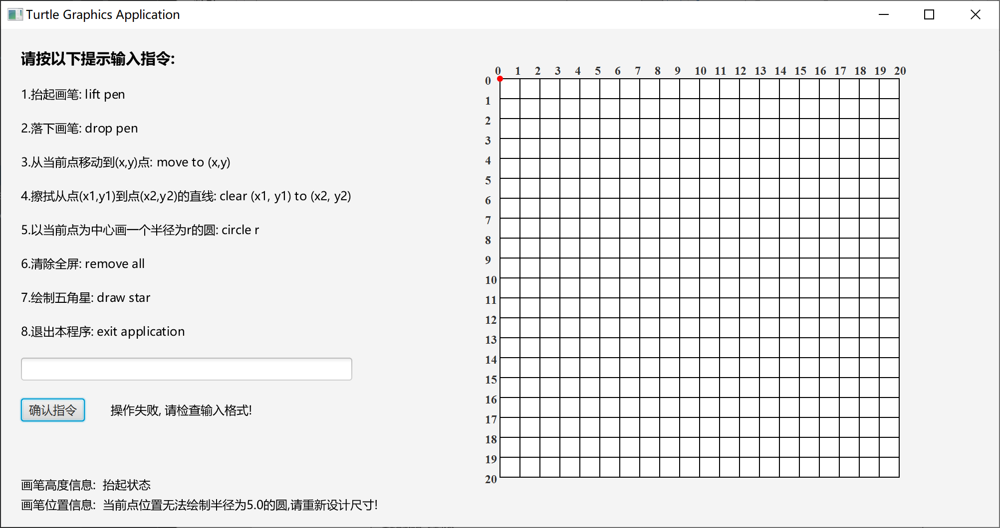 Turtle Graphics Application
请按以下提示输入指令:
1.抬起画笔: lift pen
2.落下画笔: drop pen
3.从当前点移动到(x,y)点: move to (x,y)
4.擦拭从点(x1,y1)到点(x2,y2)的直线: clear (x1, y1) to (x2, y2)
5.以当前点为中心画一个半径为r的圆: circle r
6.清除全屏: remove all
7.绘制五角星: draw star
8.退出本程序: exit application
确认指令 操作失败, 请检查输入格式!
画笔高度信息: 抬起状态
画笔位置信息: 当前点位置无法绘制半径为5.0的圆,请重新设计尺寸!
0 1 2 3 4 5 6 7 8 9 10 11 12 13 14 15 16 17 18 19 20
0
1
2
3
4
5
6
7
8
9
10
11
12
13
14
15
16
17
18
19
20